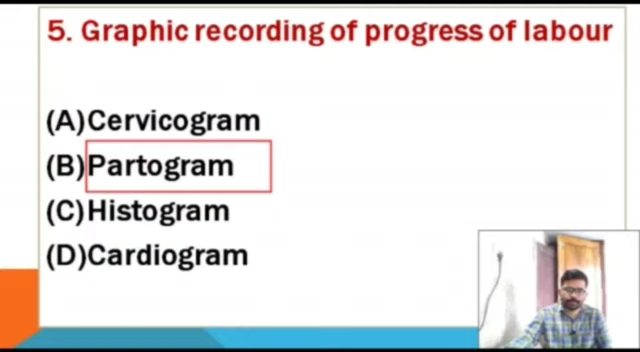 5. Graphic recording of progress of labour
(A)Cervicogram
(B)Partogram
(C)Histogram
(D)Cardiogram